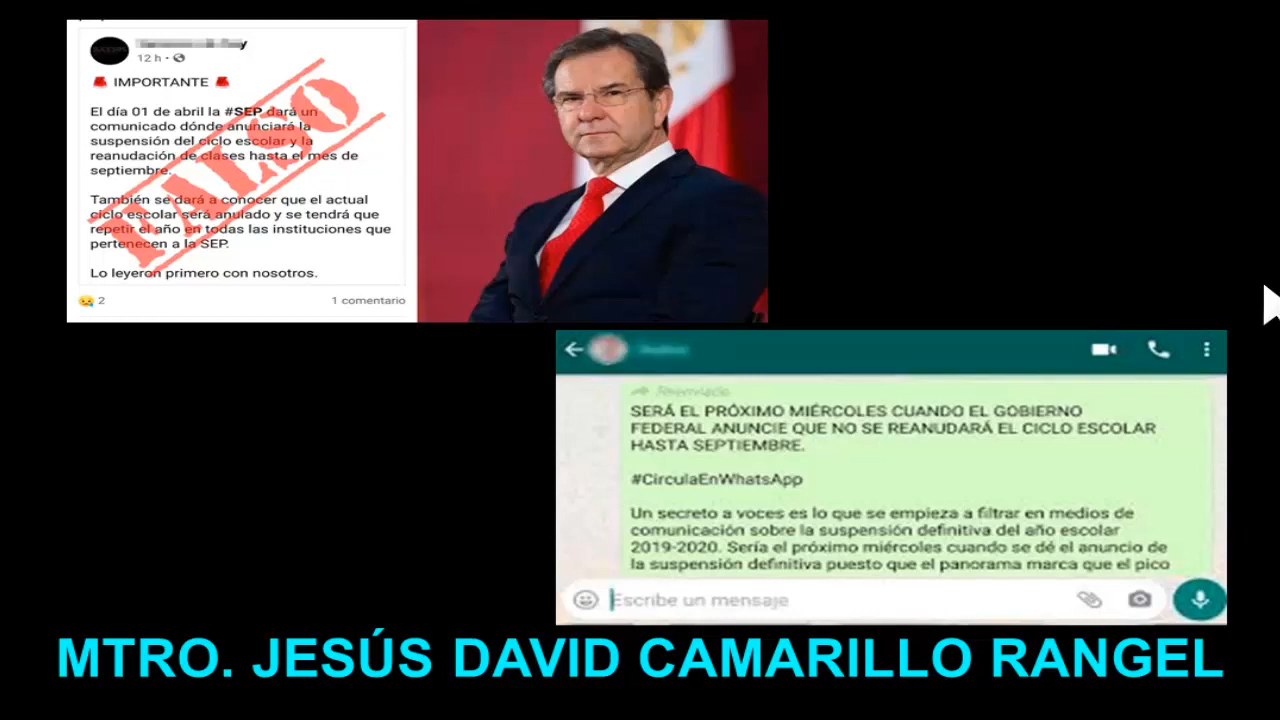 12 h
IMPORTANTE
El día 01 de abril la #SEP dará un
comunicado dónde anunciará la
suspensión del ciclo escolar y la
reanudación de clases hasta el mes de
septiembre.
También se dará a conocer que el actual
ciclo escolar será anulado y se tendrá que
repetir el año en todas las instituciones que
pertenecen a la SEP.
Lo leyeron primero con nosotros.
2
1 comentario
FALSO
Reenviado
SERÁ EL PRÓXIMO MIÉRCOLES CUANDO EL GOBIERNO
FEDERAL ANUNCIE QUE NO SE REANUDARÁ EL CICLO ESCOLAR
HASTA SEPTIEMBRE.
#CirculaEnWhatsApp
Un secreto a voces es lo que se empieza a filtrar en medios de
comunicación sobre la suspensión definitiva del año escolar
2019-2020. Sería el próximo miércoles cuando se dé el anuncio de
la suspensión definitiva puesto que el panorama marca que el pico
Escribe un mensaje
MTRO. JESÚS DAVID CAMARILLO RANGEL